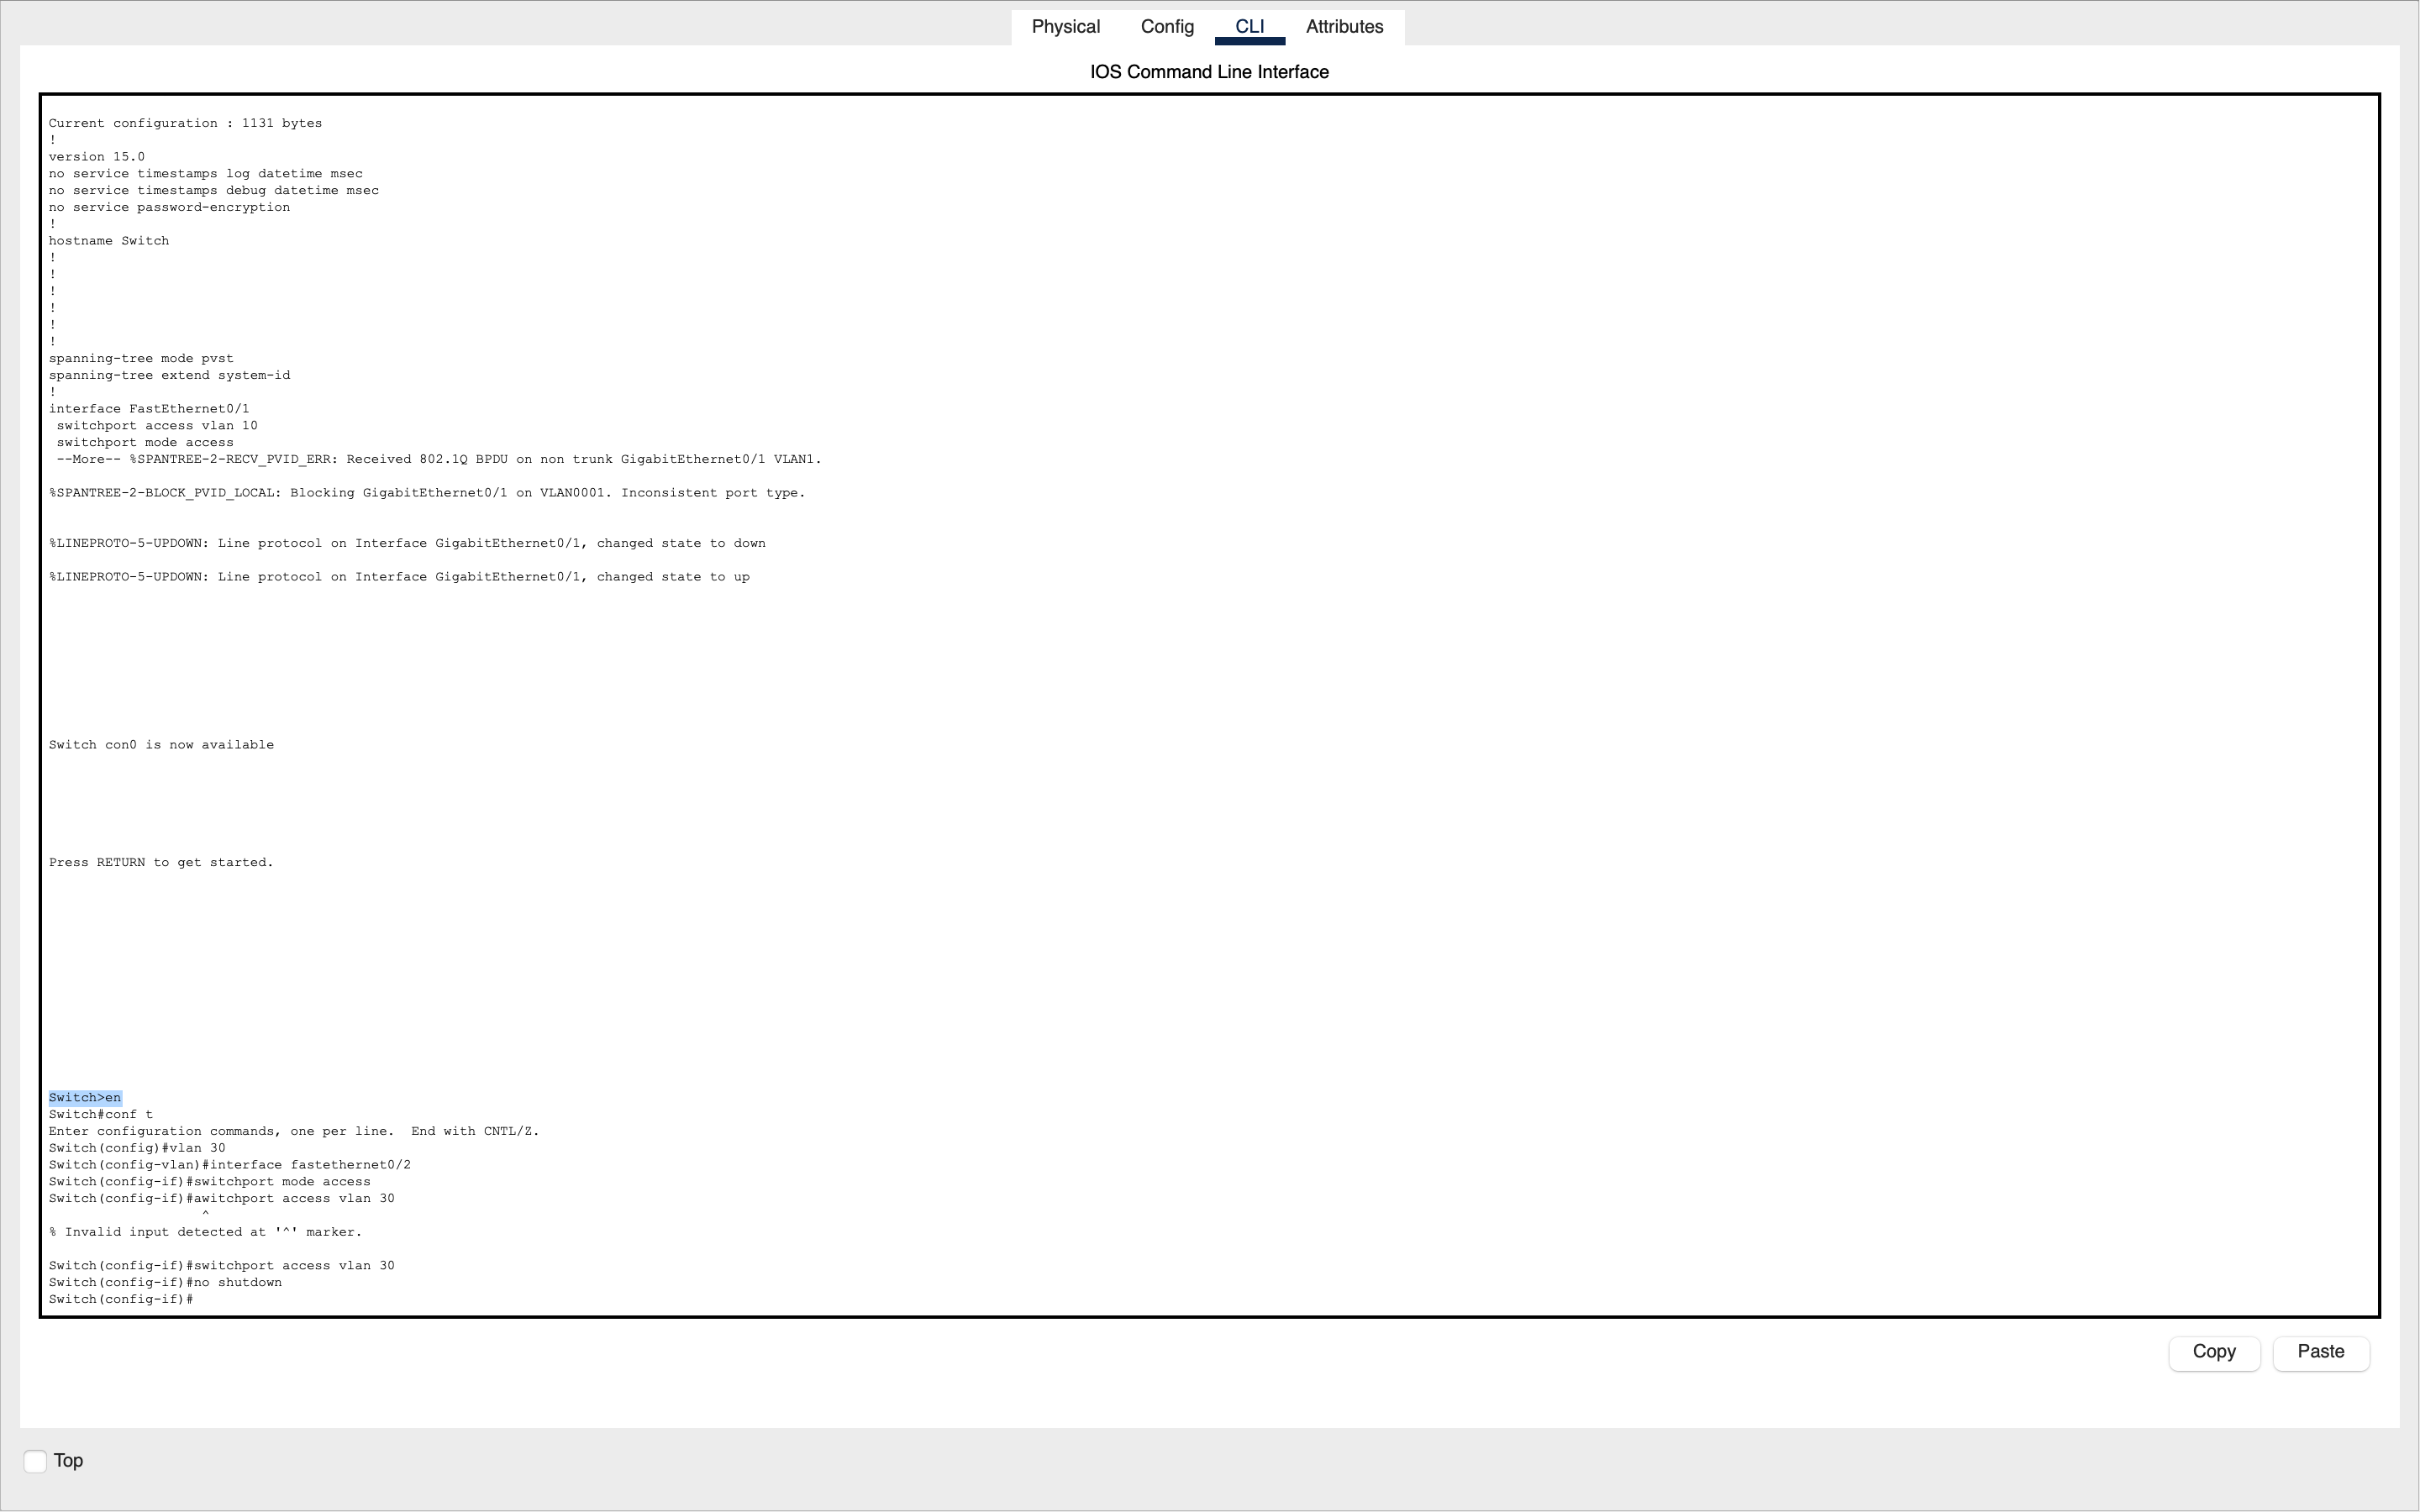 Physical
Config
CLI
Attributes
IOS Command Line Interface
Current configuration : 1131 bytes
!
version 15.0
no service timestamps log datetime msec
no service timestamps debug datetime msec
no service password-encryption
!
hostname Switch
!
!
!
!
!
!
spanning-tree mode pvst
spanning-tree extend system-id
!
interface FastEthernet0/1
 switchport access vlan 10
 switchport mode access
 --More-- %SPANTREE-2-RECV_PVID_ERR: Received 802.1Q BPDU on non trunk GigabitEthernet0/1 VLAN1.
%SPANTREE-2-BLOCK_PVID_LOCAL: Blocking GigabitEthernet0/1 on VLAN0001. Inconsistent port type.
%LINEPROTO-5-UPDOWN: Line protocol on Interface GigabitEthernet0/1, changed state to down
%LINEPROTO-5-UPDOWN: Line protocol on Interface GigabitEthernet0/1, changed state to up
Switch con0 is now available
Press RETURN to get started.
Switch>en
Switch#conf t
Enter configuration commands, one per line.  End with CNTL/Z.
Switch(config)#vlan 30
Switch(config-vlan)#interface fastethernet0/2
Switch(config-if)#switchport mode access
Switch(config-if)#awitchport access vlan 30
                   ^
% Invalid input detected at '^' marker.
Switch(config-if)#switchport access vlan 30
Switch(config-if)#no shutdown
Switch(config-if)#
Copy
Paste
Top